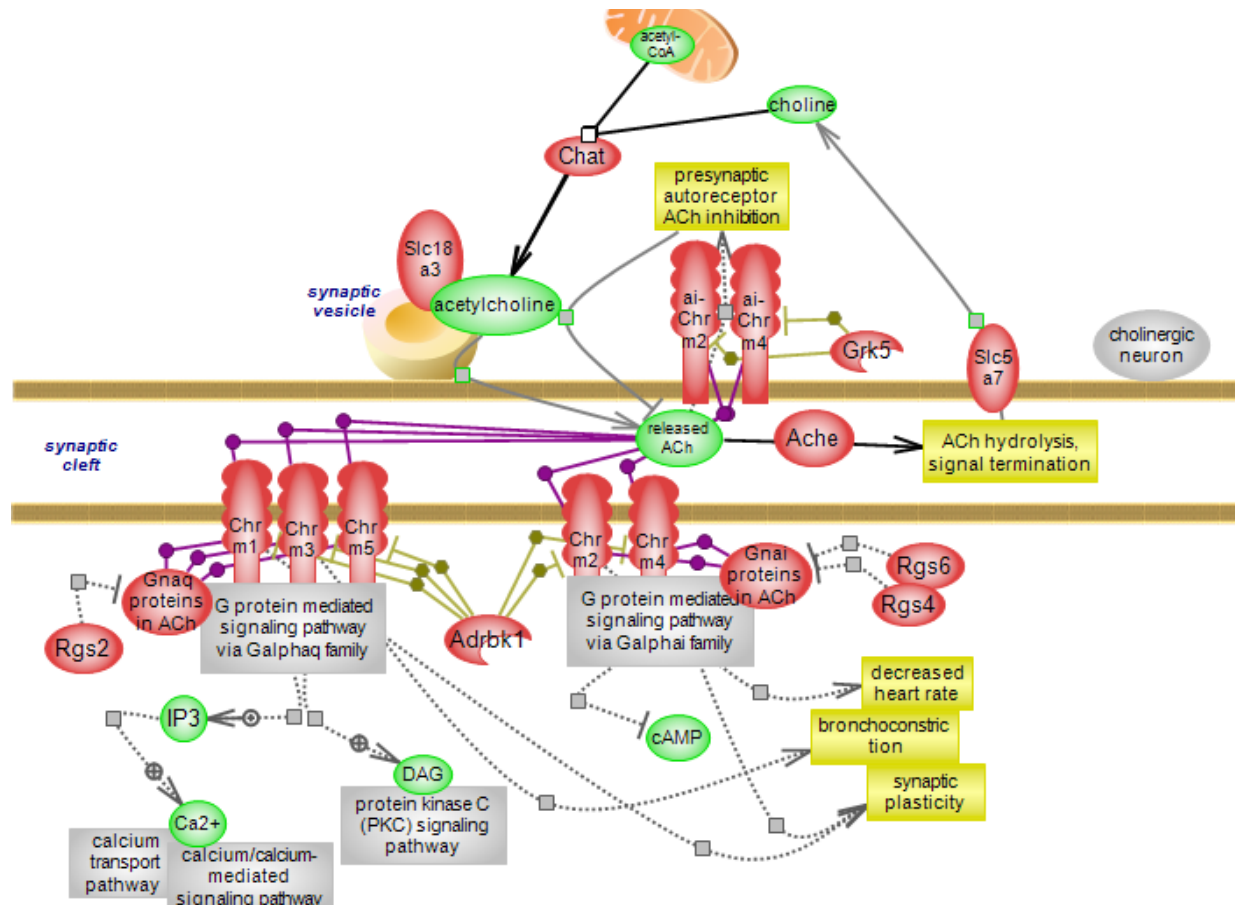 acetyl-
CoA
choline
Chat
presynaptic
autoreceptor
ACh inhibition
Slc18
a3
synaptic
vesicle
acetylcholine
ai-
Chr
m2
ai-
Chr
m4
Grk5
Slc5
a7
cholinergic
neuron
synaptic
cleft
released
ACh
Ache
ACh hydrolysis,
signal termination
Chr
m1
Chr
m3
Chr
m5
Chr
m2
Chr
m4
Gnaq
proteins
in ACh
Gnai
proteins
in ACh
Rgs6
Rgs4
Rgs2
G protein mediated
signaling pathway
via Galphaq family
Adrbk1
G protein mediated
signaling pathway
via Galphai family
decreased
heart rate
bronchoconstric
tion
synaptic
plasticity
IP3
cAMP
DAG
protein kinase C
(PKC) signaling
pathway
Ca2+
calcium
transport
pathway
calcium/calcium-
mediated
signaling pathway